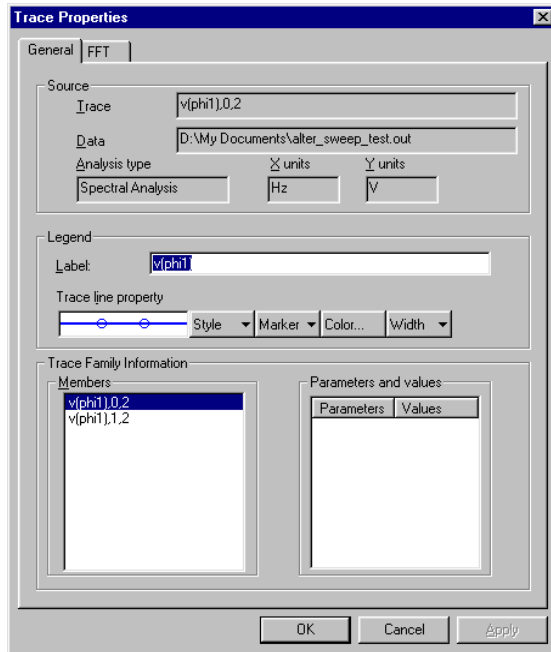 Trace Properties
General FFT
Source
Trace v(phi1),0,2
Data D:\My Documents\alter_sweep_test.out
Analysis type X units Y units
Spectral Analysis Hz V
Legend
Label: v(phi1)
Trace line property
Style Marker Color... Width
Trace Family Information
Members Parameters and values
v(phi1),0,2 Parameters Values
v(phi1),1,2
OK Cancel Apply